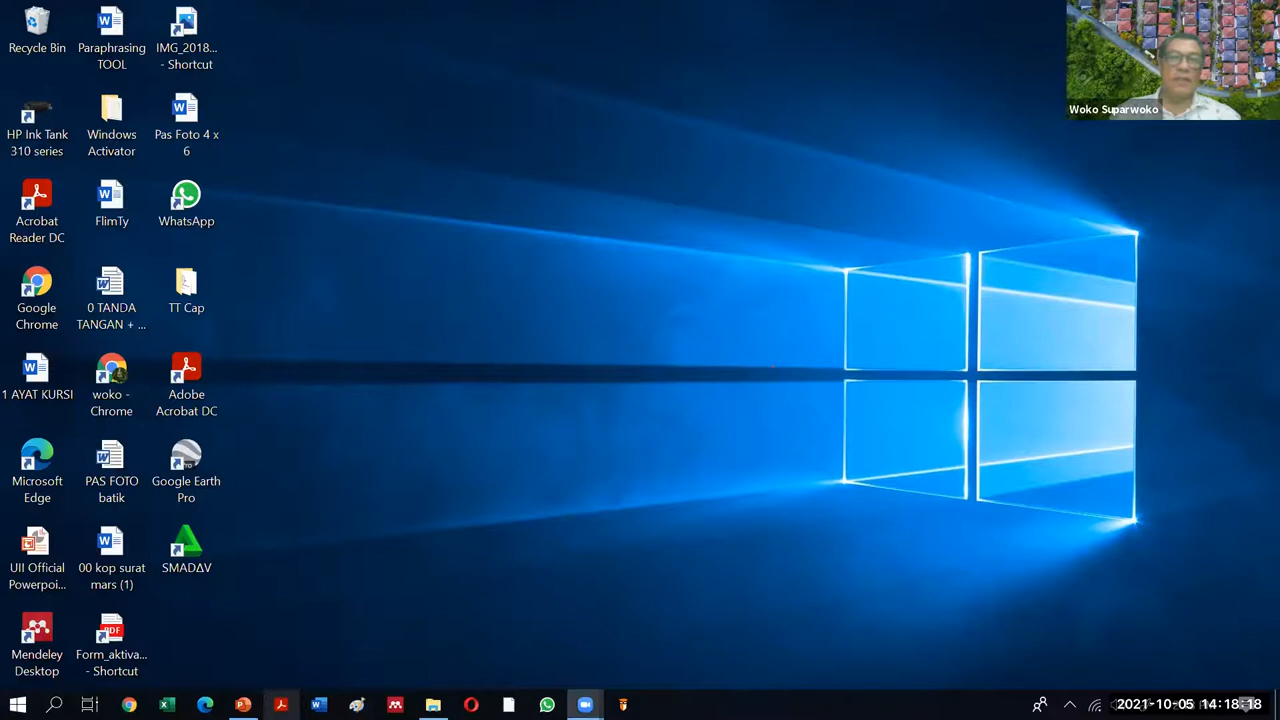 Recycle Bin
Paraphrasing
TOOL
IMG_2018...
- Shortcut
HP Ink Tank
310 series
Windows
Activator
Pas Foto 4 x
6
Acrobat
Reader DC
FlimTy
WhatsApp
Google
Chrome
0 TANDA
TANGAN + ...
TT Cap
1 AYAT KURSI
woko -
Chrome
Adobe
Acrobat DC
Microsoft
Edge
PAS FOTO
batik
Google Earth
Pro
UII Official
Powerpoi...
00 kop surat
mars (1)
SMADΔV
Mendeley
Desktop
Form_aktiva...
- Shortcut
Woko Suparwoko
2021-10-05 14:18:18